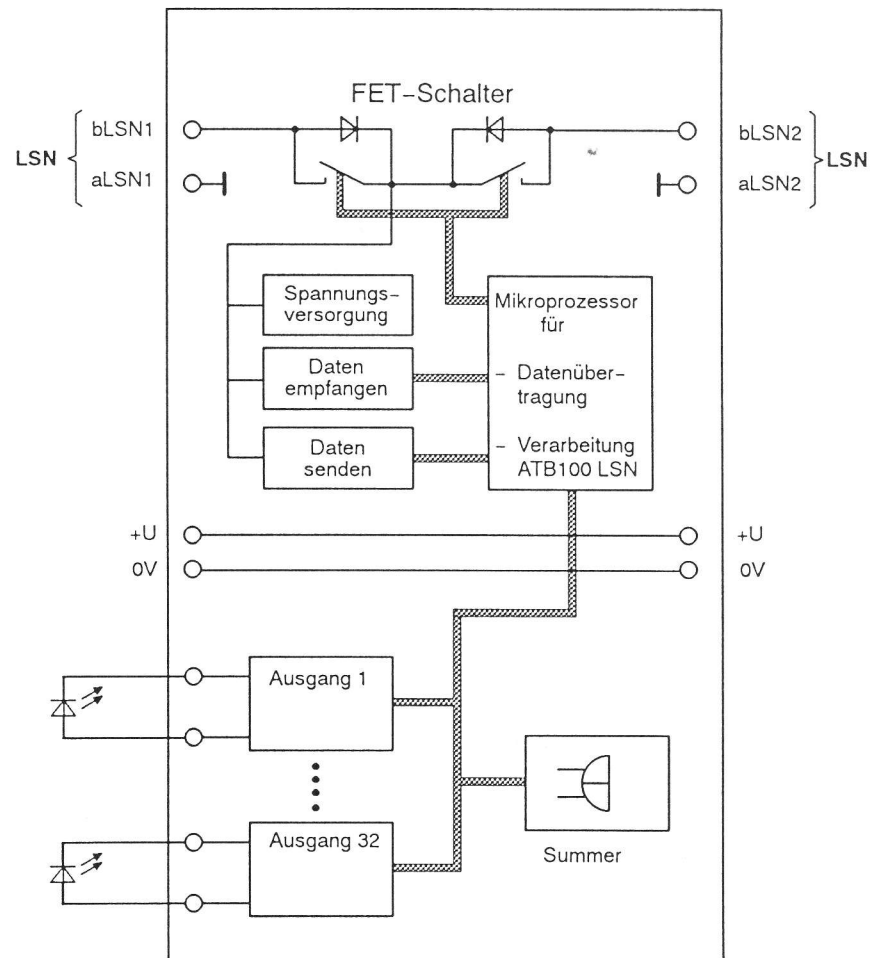 FET-Schalter
bLSN1
bLSN2
LSN
LSN
aLSN1
aLSN2
Spannungs-
versorgung
Mikroprozessor
für
Daten
empfangen
- Datenüber-
tragung
Daten
senden
- Verarbeitung
ATB100 LSN
+U
+U
0V
0V
Ausgang 1
Ausgang 32
Summer